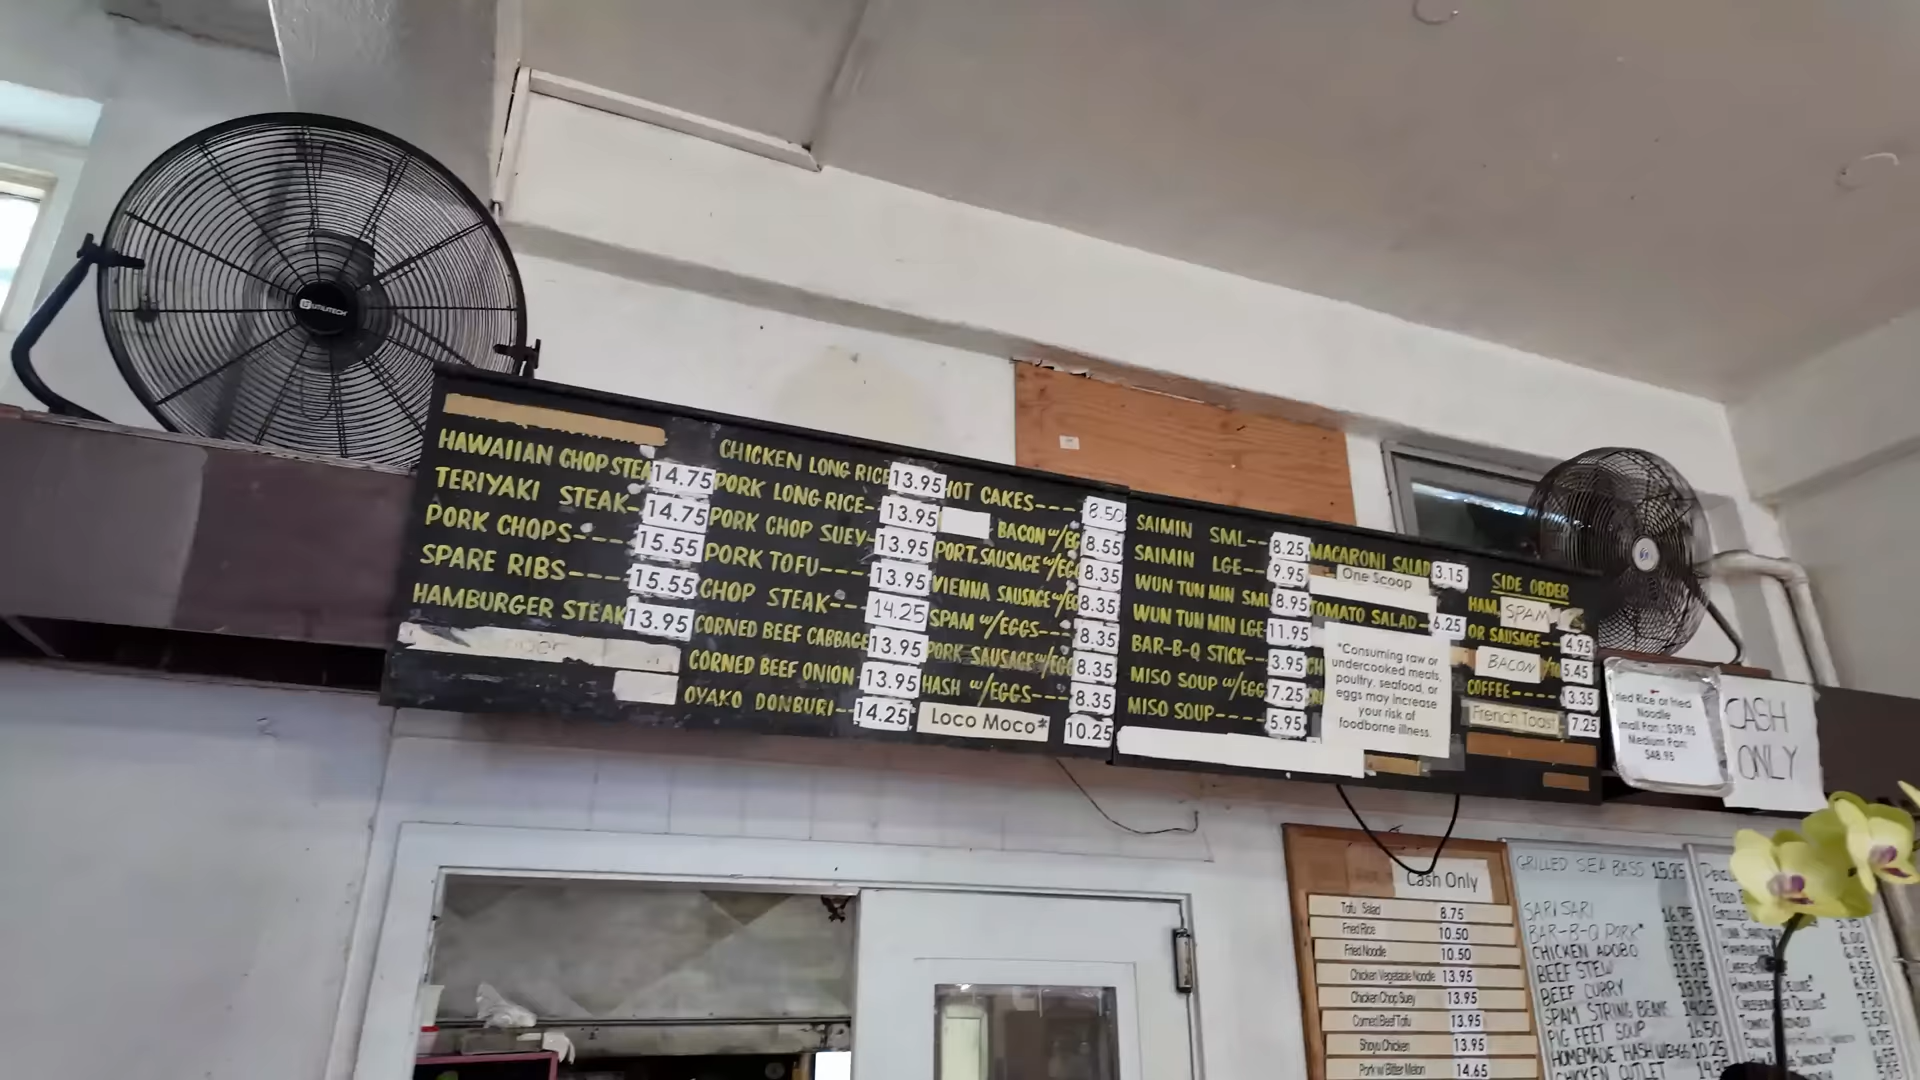 UTILITECH
HAWAIIAN CHOP STEA 14.75
TERIYAKI STEAK- 14.75
PORK CHOPS--- 15.55
SPARE RIBS---- 15.55
HAMBURGER STEAK 13.95
CHICKEN LONG RICE 13.95
PORK LONG RICE- 13.95
PORK CHOP SUEY- 13.95
PORK TOFU--- 13.95
CHOP STEAK--- 14.25
CORNED BEEF CABBAGE 13.95
CORNED BEEF ONION 13.95
OYAKO DONBURI-- 14.25
HOT CAKES---- 8.50
BACON w/EG 8.55
PORT. SAUSAGE w/EGG 8.35
VIENNA SAUSAGE w/EG 8.35
SPAM w/EGGS--- 8.35
PORK SAUSAGE w/EGG 8.35
HASH w/EGGS---- 8.35
Loco Moco* 10.25
SAIMIN SML-- 8.25
SAIMIN LGE-- 9.95
WUN TUN MIN SML 8.95
WUN TUN MIN LGE 11.95
BAR-B-Q STICK-- 3.95
MISO SOUP w/EGG 7.25
MISO SOUP---- 5.95
MACARONI SALAD 3.15
One Scoop
TOMATO SALAD- 6.25
*Consuming raw or
undercooked meats,
poultry, seafood, or
eggs may increase
your risk of
foodborne illness.
SIDE ORDER
HAM, SPAM
OR SAUSAGE-- 4.95
BACON 5.45
COFFEE----- 3.35
French Toast 7.25
ried Rice or Fried
Noodle
mall Pan : $39.95
Medium Pan:
$48.95
CASH
ONLY
Cash Only
Tofu Salad 8.75
Fried Rice 10.50
Fried Noodle 10.50
Chicken Vegetable Noodle 13.95
Chicken Chop Suey 13.95
Corned Beef Tofu 13.95
Shoyu Chicken 13.95
Pork w/ Bitter Melon 14.65
GRILLED SEA BASS 15.95
SARI SARI 16.95
BAR-B-Q PORK* 15.35
CHICKEN ADOBO 13.95
BEEF STEW 13.95
BEEF CURRY 13.95
SPAM STRING BEANS 14.25
PIG FEET SOUP 16.50
HOMEMADE HASH W/EGGS 10.25
CHICKEN CUTLET